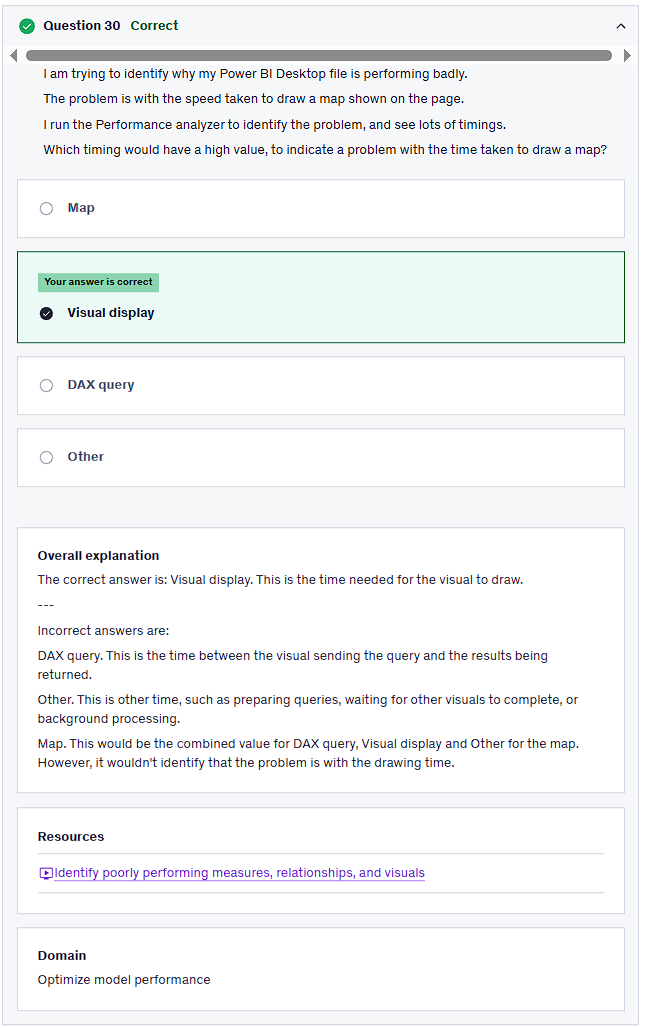 Question 30 Correct
I am trying to identify why my Power BI Desktop file is performing badly.
The problem is with the speed taken to draw a map shown on the page.
I run the Performance analyzer to identify the problem, and see lots of timings.
Which timing would have a high value, to indicate a problem with the time taken to draw a map?
Map
Your answer is correct
Visual display
DAX query
Other
Overall explanation
The correct answer is: Visual display. This is the time needed for the visual to draw.
---
Incorrect answers are:
DAX query. This is the time between the visual sending the query and the results being
returned.
Other. This is other time, such as preparing queries, waiting for other visuals to complete, or
background processing.
Map. This would be the combined value for DAX query, Visual display and Other for the map.
However, it wouldn't identify that the problem is with the drawing time.
Resources
Identify poorly performing measures, relationships, and visuals
Domain
Optimize model performance